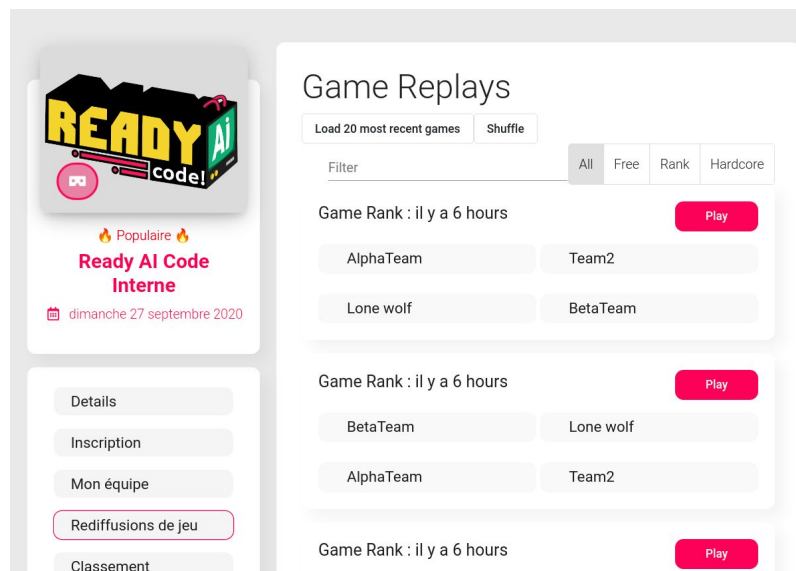 READY
Ai
code!
🔥 Populaire 🔥
Ready AI Code
Interne
dimanche 27 septembre 2020
Details
Inscription
Mon équipe
Rediffusions de jeu
Classement
Game Replays
Load 20 most recent games Shuffle
Filter All Free Rank Hardcore
Game Rank : il y a 6 hours Play
AlphaTeam Team2
Lone wolf BetaTeam
Game Rank : il y a 6 hours Play
BetaTeam Lone wolf
AlphaTeam Team2
Game Rank : il y a 6 hours Play